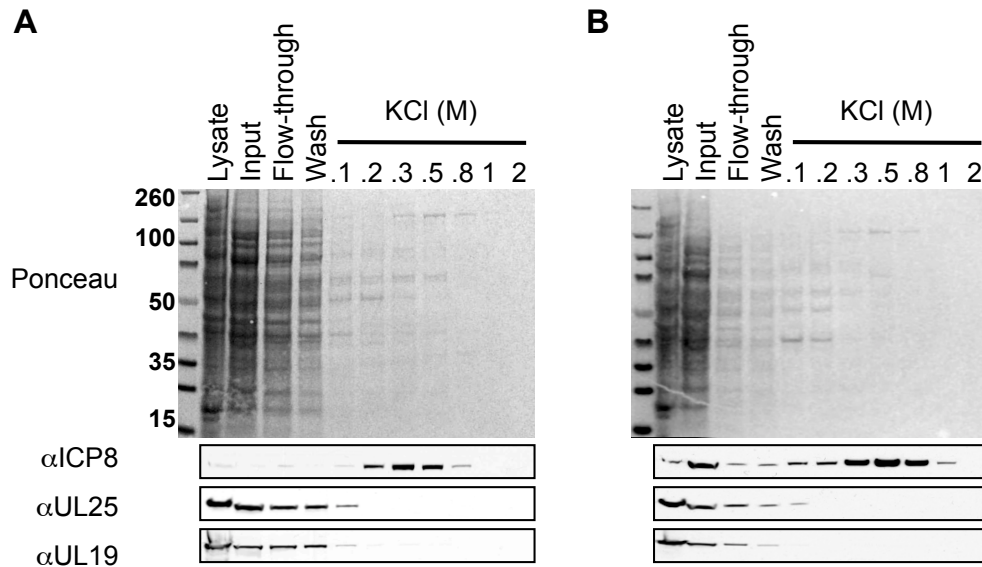 A
B
Lysate
Input
Flow-through
Wash
KCl (M)
.1 .2 .3 .5 .8 1 2
Lysate
Input
Flow-through
Wash
KCl (M)
.1 .2 .3 .5 .8 1 2
260
100
Ponceau
50
35
15
αICP8
αUL25
αUL19